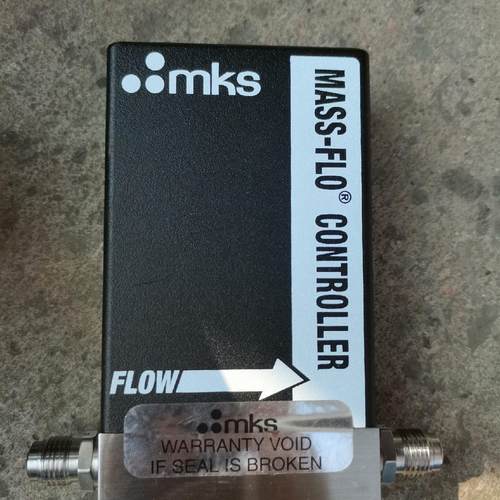 mks
MASS-FLO® CONTROLLER
FLOW
mks
WARRANTY VOID
IF SEAL IS BROKEN